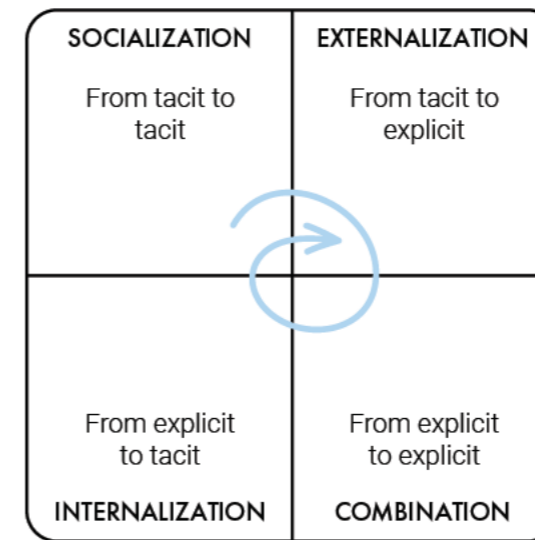 SOCIALIZATION
From tacit to
tacit
EXTERNALIZATION
From tacit to
explicit
From explicit
to tacit
INTERNALIZATION
From explicit
to explicit
COMBINATION